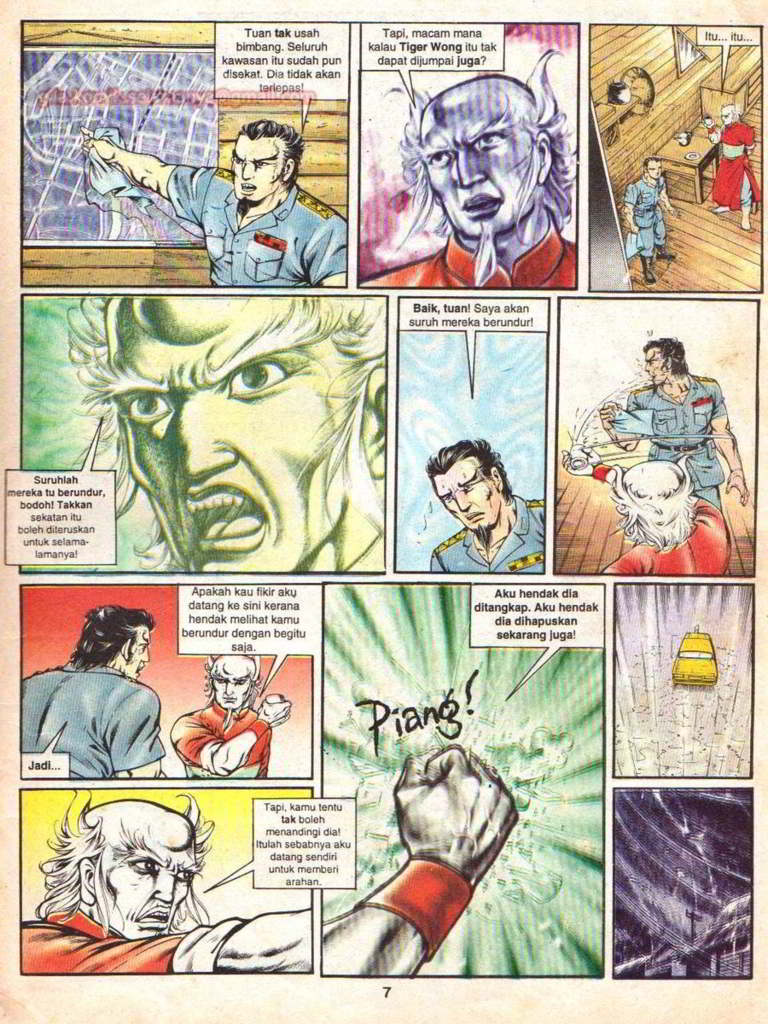 Tuan tak usah
bimbang. Seluruh
kawasan itu sudah pun
disekat. Dia tidak akan
terlepas!
Tapi, macam mana
kalau Tiger Wong itu tak
dapat dijumpai juga?
Itu... itu...
Suruhlah
mereka tu berundur,
bodoh! Takkan
sekatan itu
boleh diteruskan
untuk selama-
lamanya!
Baik, tuan! Saya akan
suruh mereka berundur!
Apakah kau fikir aku
datang ke sini kerana
hendak melihat kamu
berundur dengan begitu
saja.
Jadi...
Aku hendak dia
ditangkap. Aku hendak
dia dihapuskan
sekarang juga!
Piang!
Tapi, kamu tentu
tak boleh
menandingi dia!
Itulah sebabnya aku
datang sendiri
untuk memberi
arahan.
7